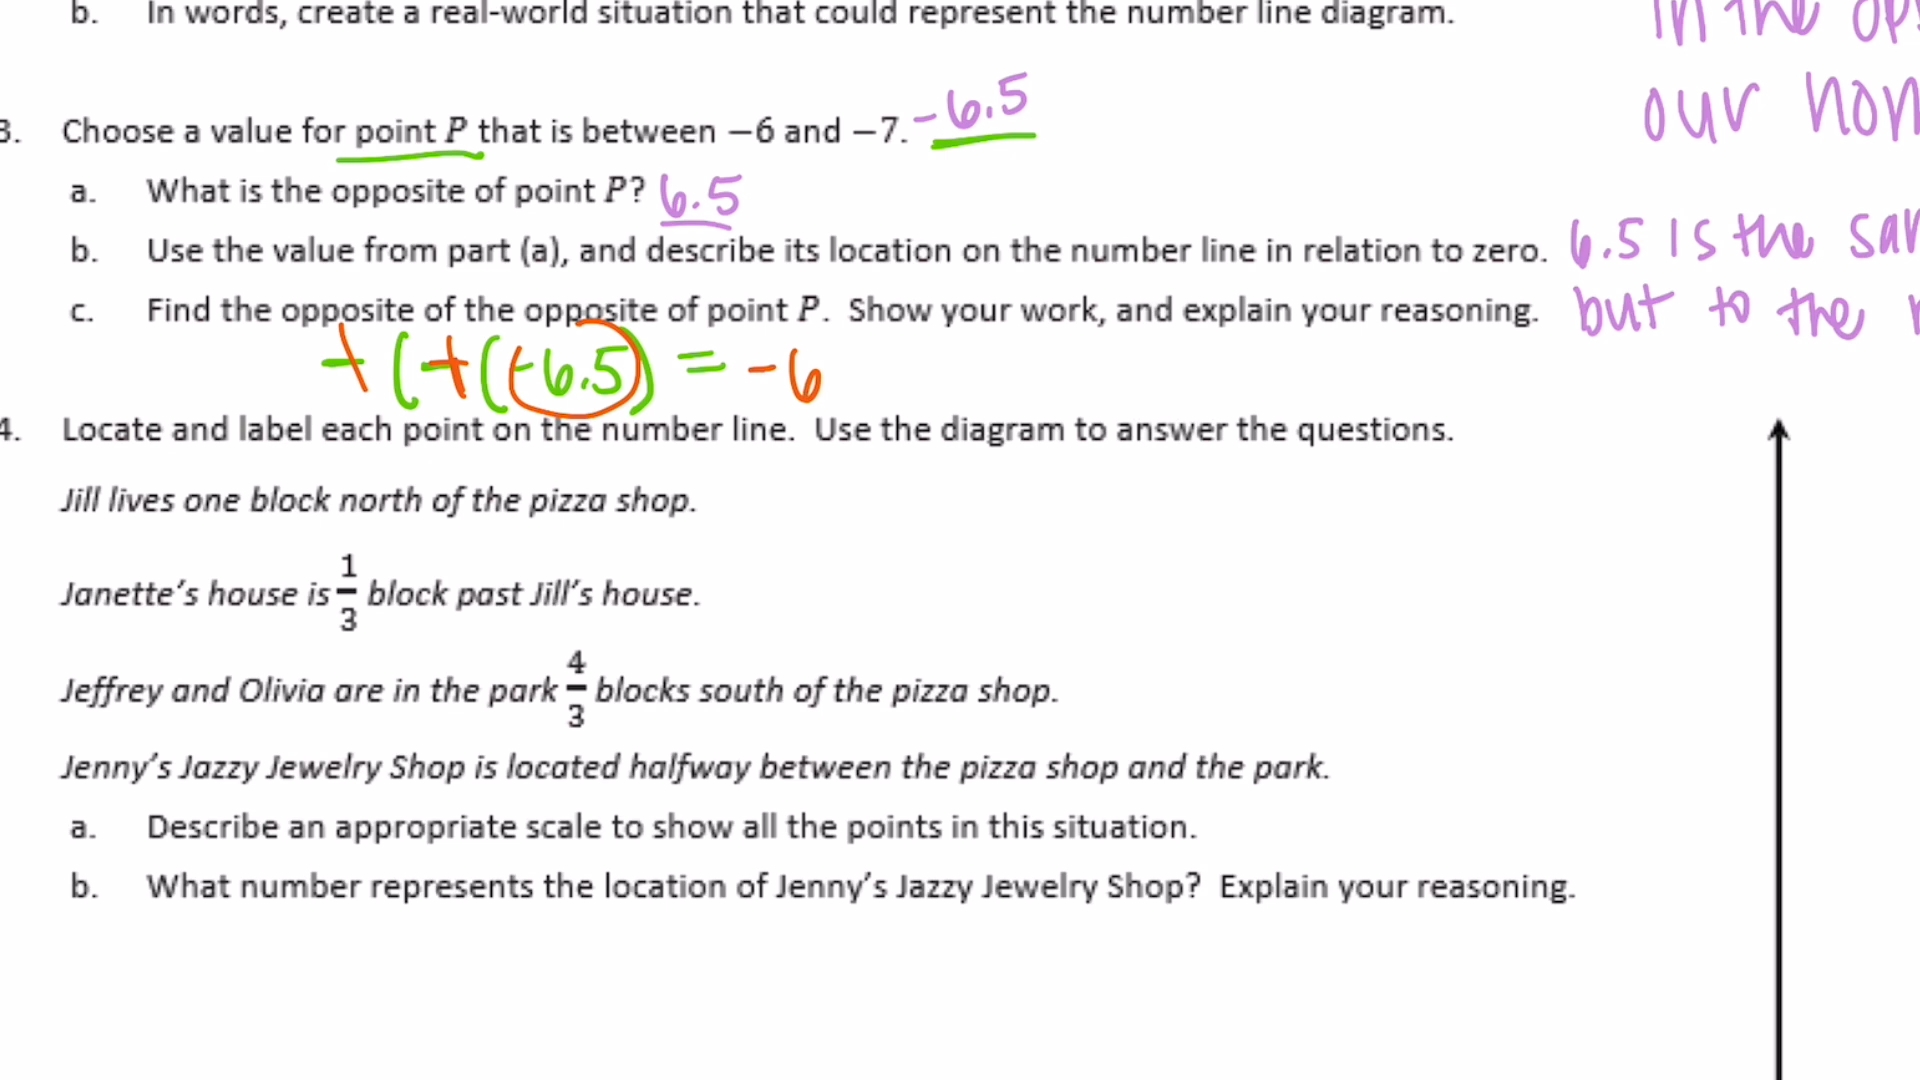 b. In words, create a real-world situation that could represent the number line diagram.
in the
our
3. Choose a value for point P that is between −6 and −7. -6.5
a. What is the opposite of point P? 6.5
b. Use the value from part (a), and describe its location on the number line in relation to zero. 6.5 is the
c. Find the opposite of the opposite of point P. Show your work, and explain your reasoning. but to the
+(+(-6.5) = -6
4. Locate and label each point on the number line. Use the diagram to answer the questions.
Jill lives one block north of the pizza shop.
Janette's house is 1/3 block past Jill's house.
Jeffrey and Olivia are in the park 4/3 blocks south of the pizza shop.
Jenny's Jazzy Jewelry Shop is located halfway between the pizza shop and the park.
a. Describe an appropriate scale to show all the points in this situation.
b. What number represents the location of Jenny's Jazzy Jewelry Shop? Explain your reasoning.